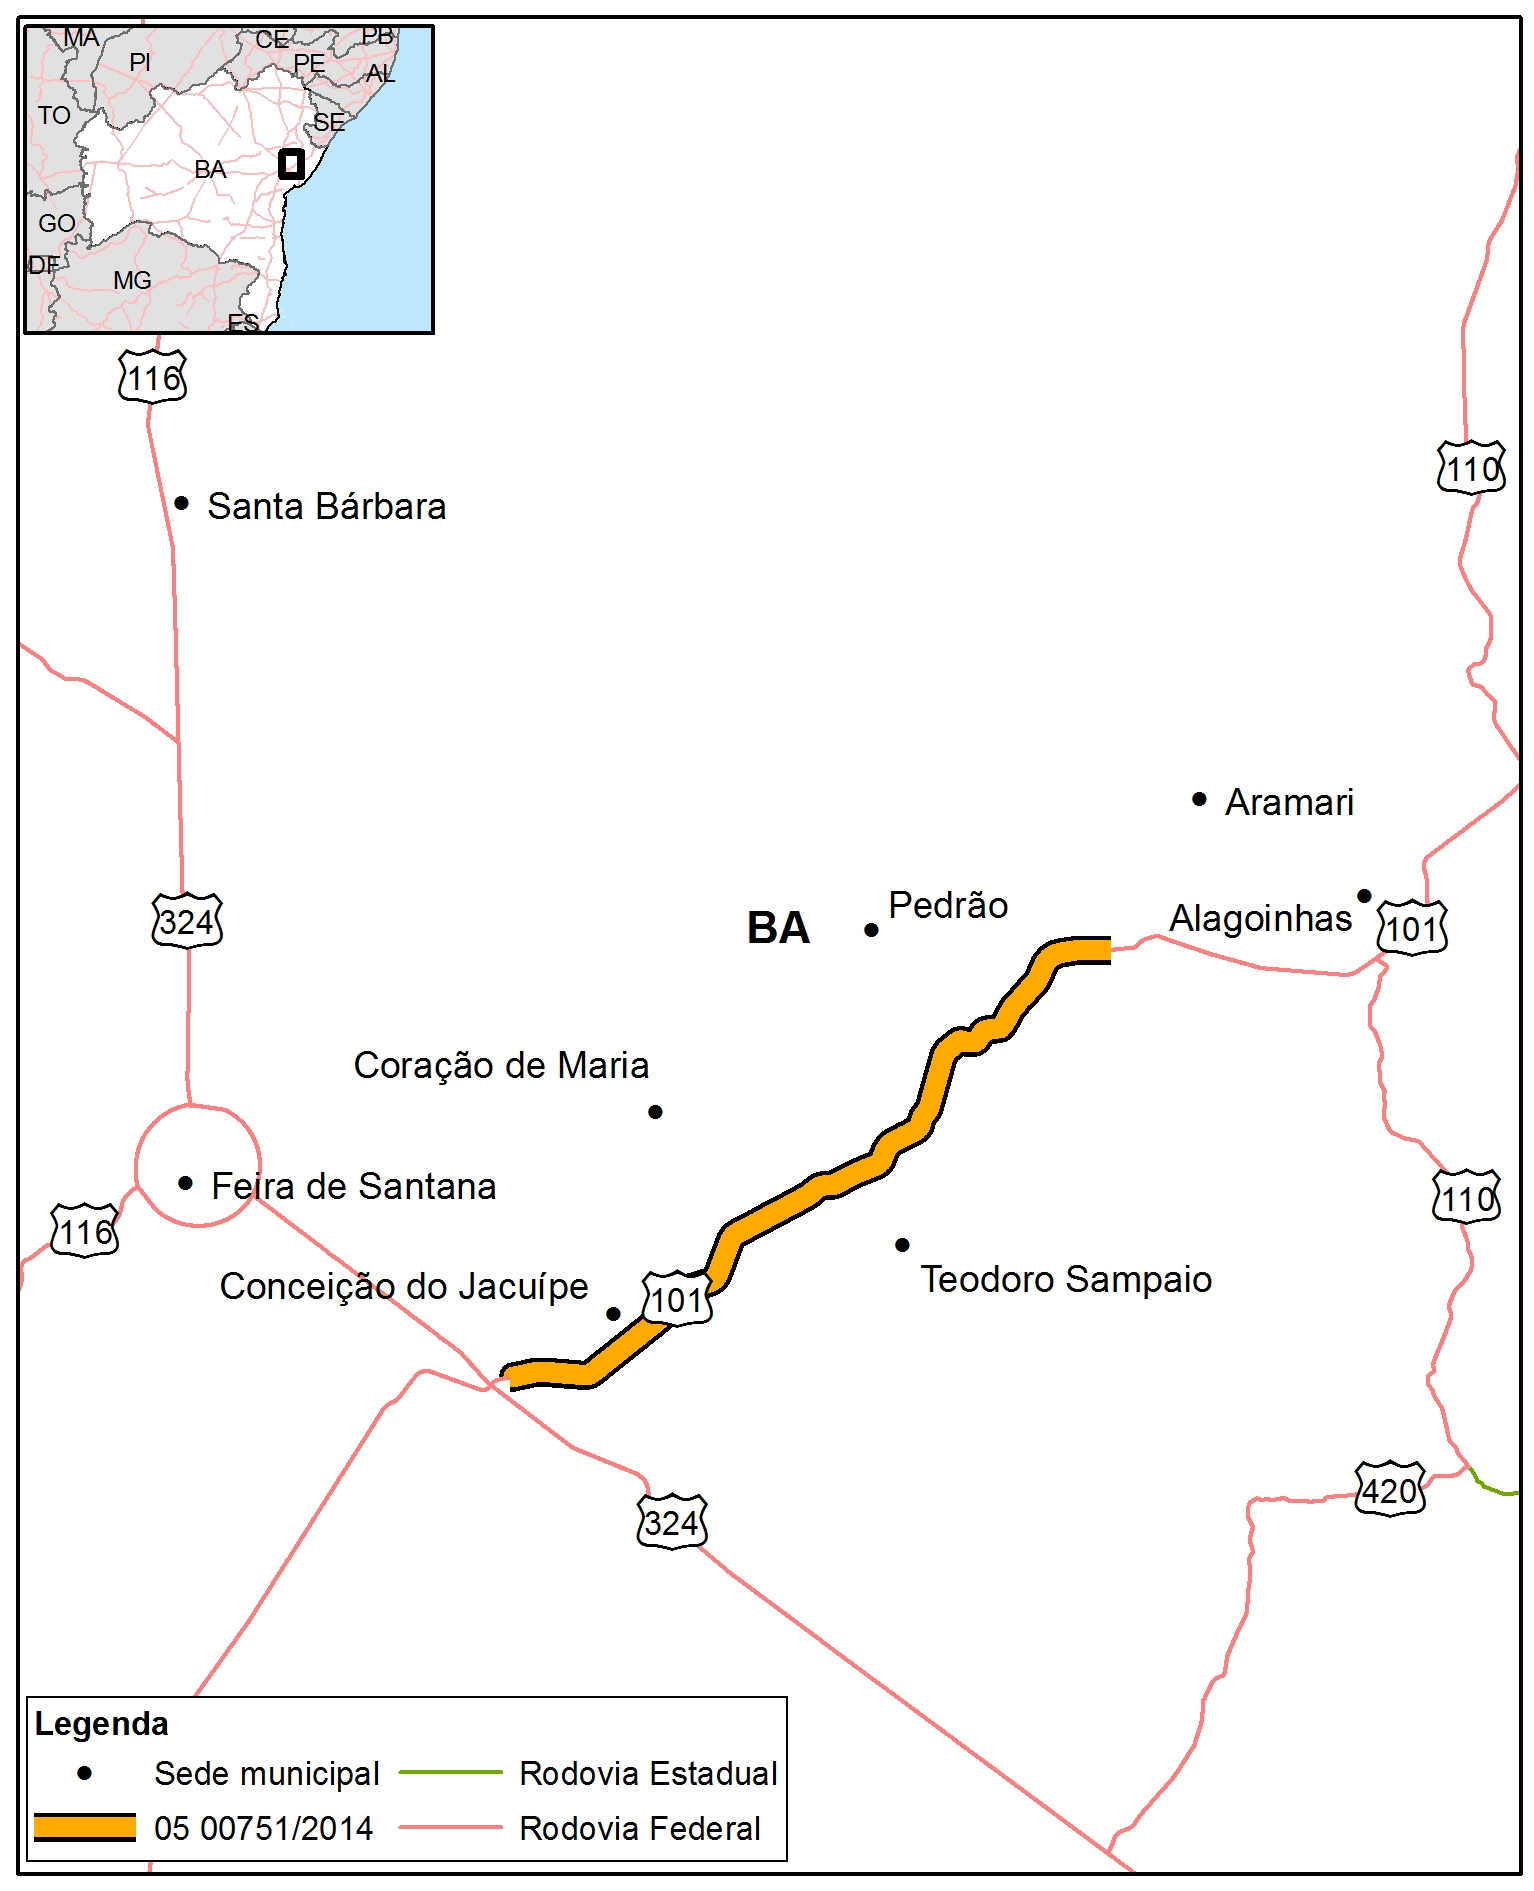 MA
CE
PB
PI
PE
AL
TO
SE
BA
GO
DF
MG
ES
116
110
Santa Bárbara
Aramari
Pedrão
Alagoinhas
324
BA
101
Coração de Maria
Feira de Santana
116
110
Conceição do Jacuípe
101
Teodoro Sampaio
420
324
Legenda
Sede municipal
Rodovia Estadual
05 00751/2014
Rodovia Federal